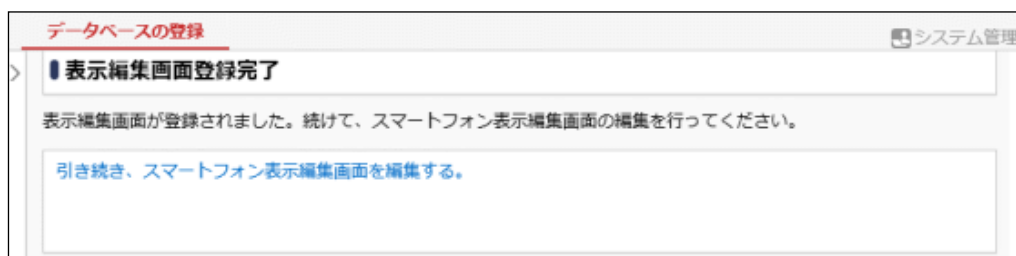 データベースの登録
システム管理
表示編集画面登録完了
表示編集画面が登録されました。続けて、スマートフォン表示編集画面の編集を行ってください。
引き続き、スマートフォン表示編集画面を編集する。